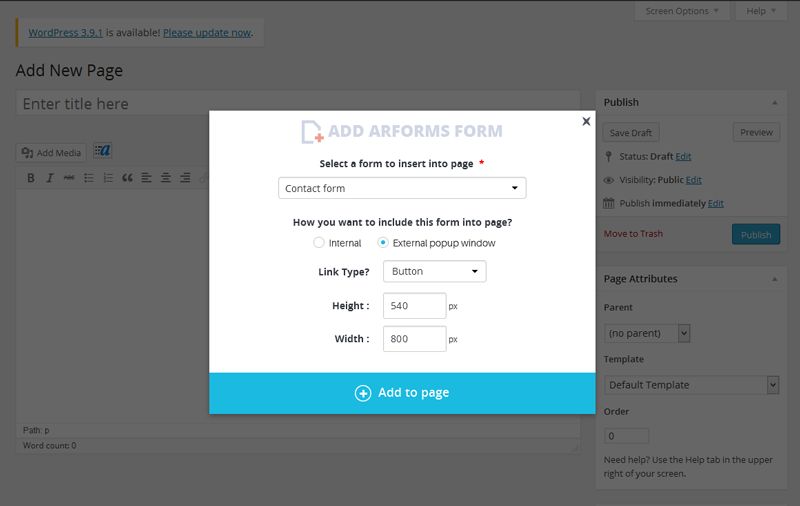 Screen Options
Help
WordPress 3.9.1 is available! Please update now.
Add New Page
Enter title here
Add Media
B I ABC
ADD ARFORMS FORM
Select a form to insert into page *
Contact form
How you want to include this form into page?
Internal
External popup window
Link Type?
Button
Height :
540
px
Width :
800
px
Add to page
Path: p
Word count: 0
Publish
Save Draft
Preview
Status: Draft Edit
Visibility: Public Edit
Publish immediately Edit
Move to Trash
Publish
Page Attributes
Parent
(no parent)
Template
Default Template
Order
0
Need help? Use the Help tab in the upper
right of your screen.